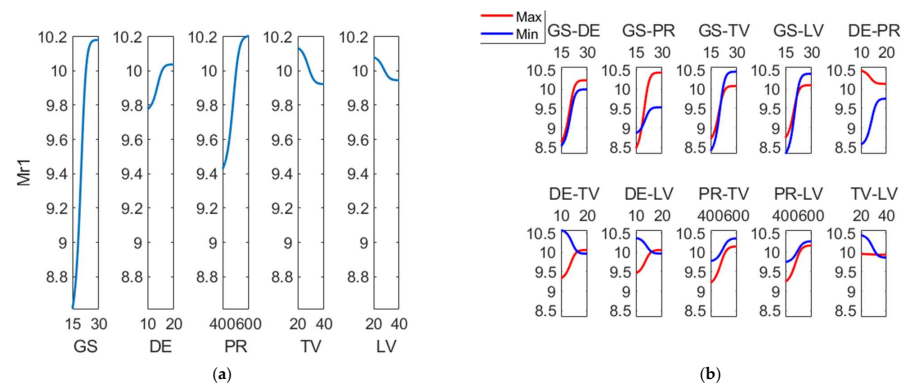 10.2 10.2 10.2 10.2 10.2
10 10 10 10 10
9.8 9.8 9.8 9.8 9.8
9.6 9.6 9.6 9.6 9.6
9.4 9.4 9.4 9.4 9.4
9.2 9.2 9.2 9.2 9.2
9 9 9 9 9
8.8 8.8 8.8 8.8 8.8
Mr1
15 30 10 20 400600 20 40 20 40
GS DE PR TV LV
(a)
Max
Min
GS-DE GS-PR GS-TV GS-LV DE-PR
15 30 15 30 15 30 15 30 10 20
10.5 10.5 10.5 10.5 10.5
10 10 10 10 10
9.5 9.5 9.5 9.5 9.5
9 9 9 9 9
8.5 8.5 8.5 8.5 8.5
DE-TV DE-LV PR-TV PR-LV TV-LV
10 20 10 20 400600 400600 20 40
10.5 10.5 10.5 10.5 10.5
10 10 10 10 10
9.5 9.5 9.5 9.5 9.5
9 9 9 9 9
8.5 8.5 8.5 8.5 8.5
(b)